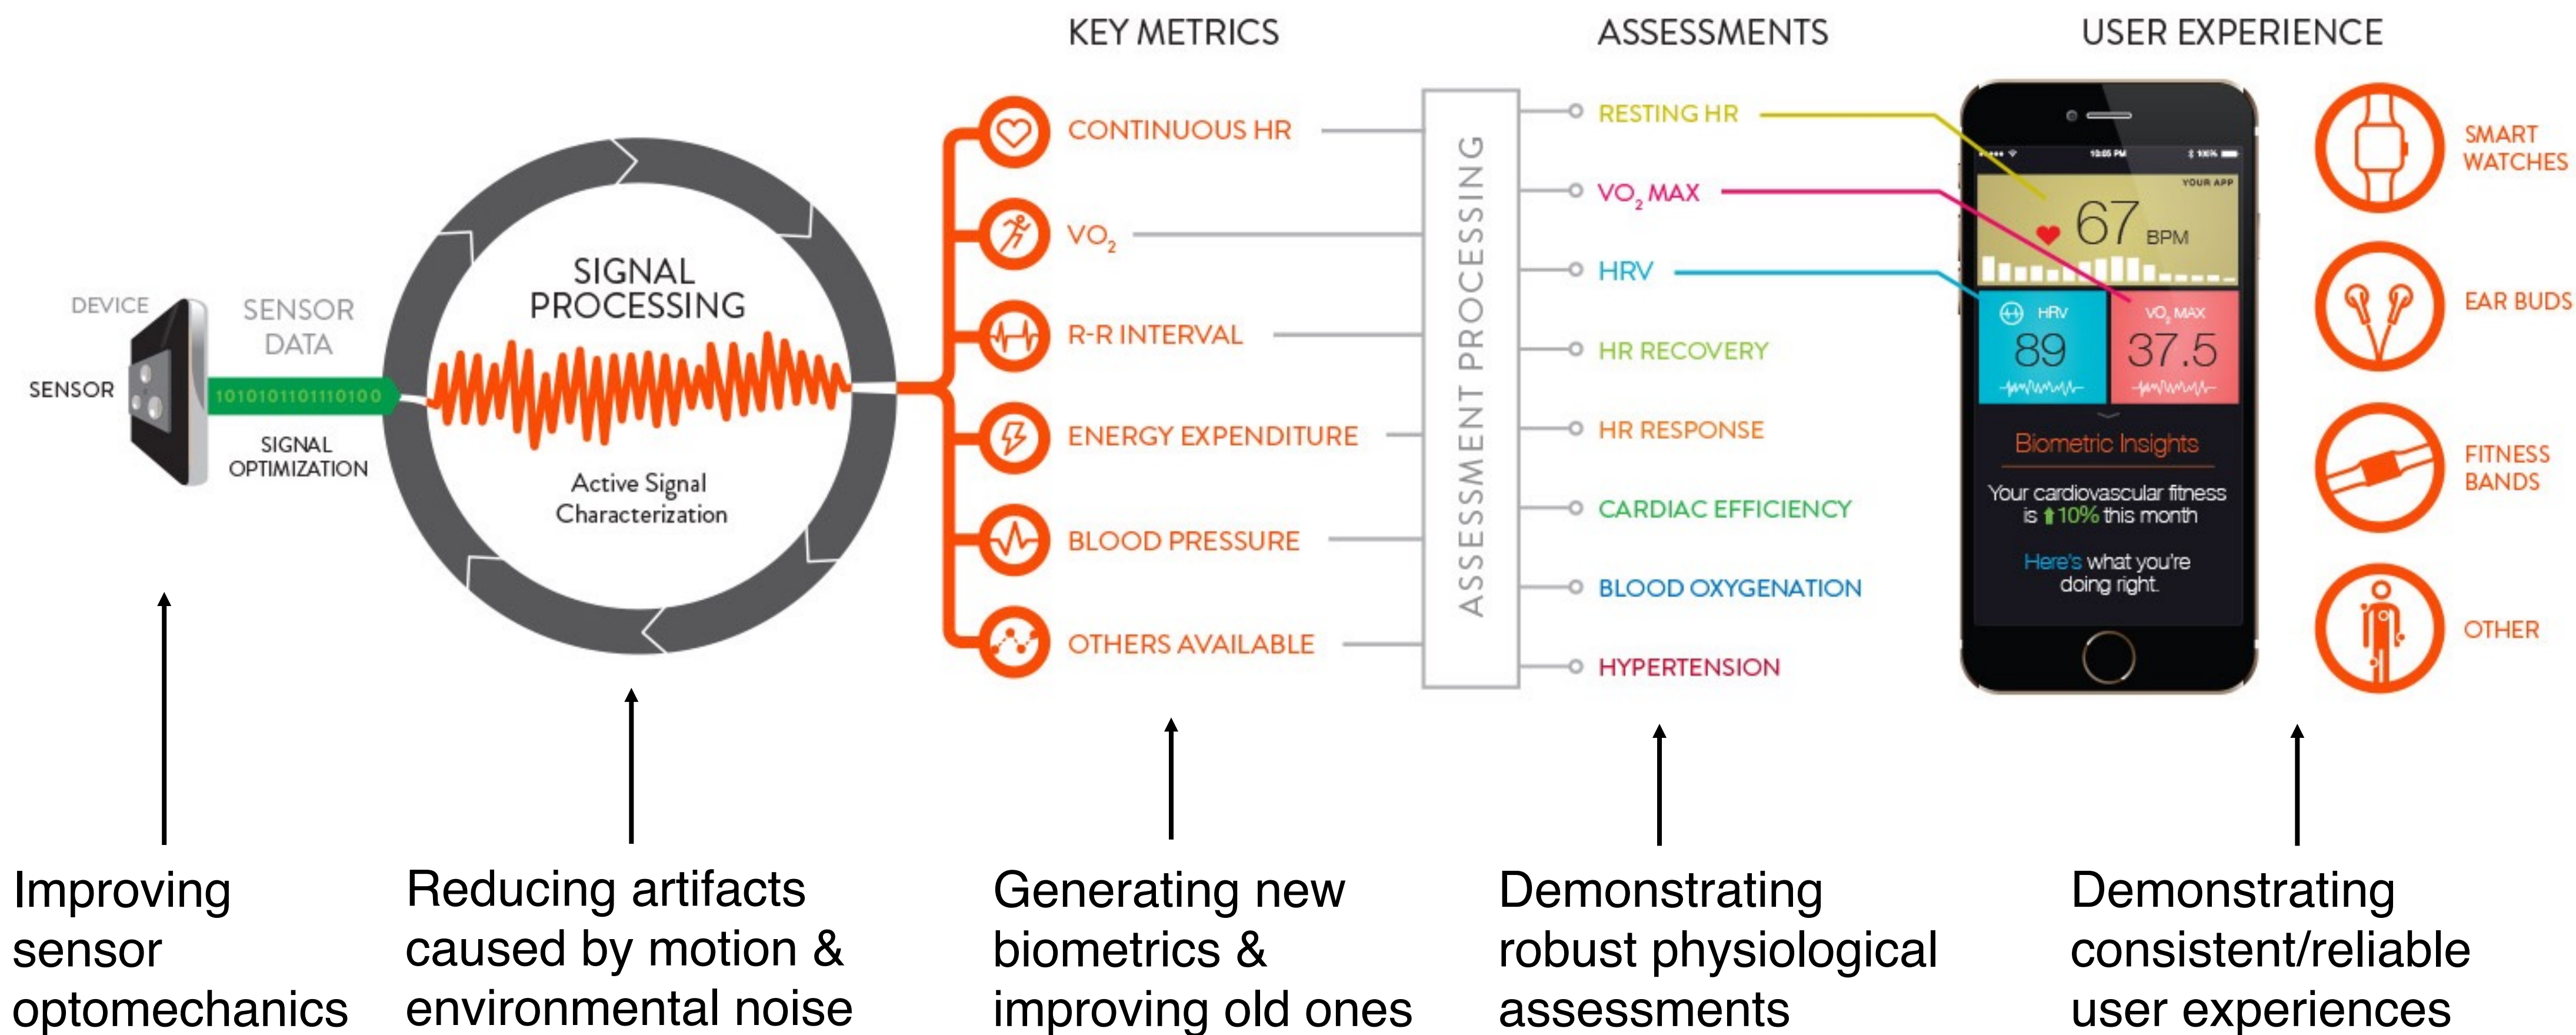 KEY METRICS
ASSESSMENTS
USER EXPERIENCE
DEVICE
SENSOR
SENSOR
DATA
1010101101110100
SIGNAL
OPTIMIZATION
SIGNAL
PROCESSING
Active Signal
Characterization
CONTINUOUS HR
VO₂
R-R INTERVAL
ENERGY EXPENDITURE
BLOOD PRESSURE
OTHERS AVAILABLE
ASSESSMENT PROCESSING
RESTING HR
VO₂ MAX
HRV
HR RECOVERY
HR RESPONSE
CARDIAC EFFICIENCY
BLOOD OXYGENATION
HYPERTENSION
10:05 PM
100%
YOUR APP
67 BPM
HRV
89
VO₂ MAX
37.5
Biometric Insights
Your cardiovascular fitness
is 10% this month
Here's what you're
doing right.
SMART
WATCHES
EAR BUDS
FITNESS
BANDS
OTHER
Improving
sensor
optomechanics
Reducing artifacts
caused by motion &
environmental noise
Generating new
biometrics &
improving old ones
Demonstrating
robust physiological
assessments
Demonstrating
consistent/reliable
user experiences